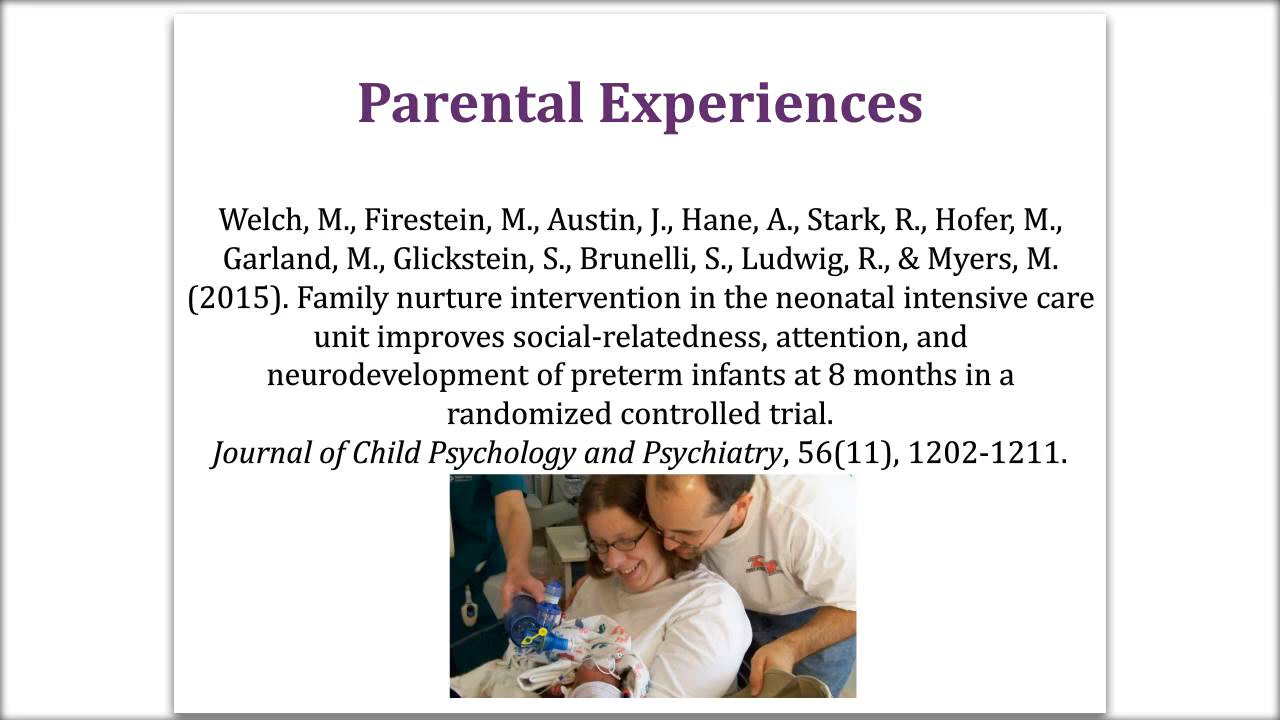 Parental Experiences
Welch, M., Firestein, M., Austin, J., Hane, A., Stark, R., Hofer, M.,
Garland, M., Glickstein, S., Brunelli, S., Ludwig, R., & Myers, M.
(2015). Family nurture intervention in the neonatal intensive care
unit improves social-relatedness, attention, and
neurodevelopment of preterm infants at 8 months in a
randomized controlled trial.
Journal of Child Psychology and Psychiatry, 56(11), 1202-1211.